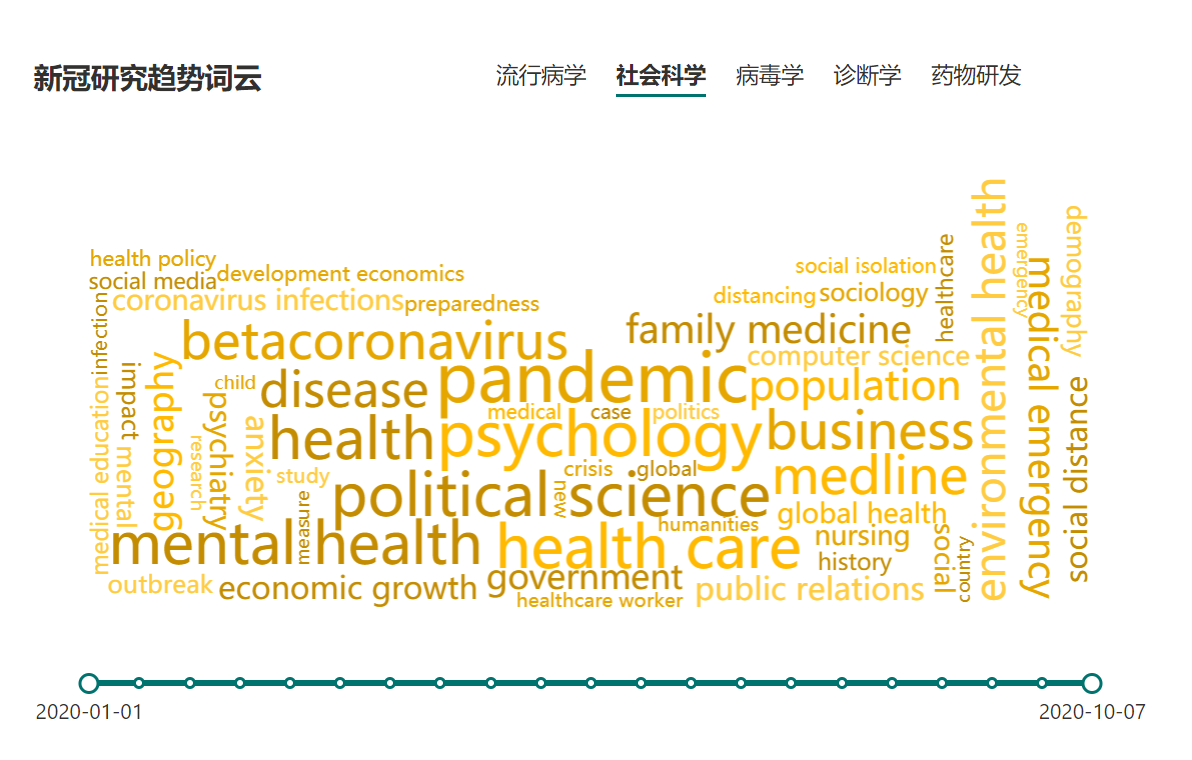 新冠研究趋势词云
流行病学 社会科学 病毒学 诊断学 药物研发
health policy
social media
development economics
coronavirus infections
preparedness
social isolation
distancing
sociology
healthcare
environmental health
emergency
medical emergency
demography
infection
betacoronavirus
family medicine
computer science
impact
geography
child
disease
pandemic
population
psychiatry
medical
case
politics
social distance
medical education
mental
research
anxiety
health
psychology
business
study
crisis
global
medline
measure
political science
new
humanities
global health
mental health
health care
nursing
history
social
country
outbreak
economic growth
government
healthcare worker
public relations
2020-01-01
2020-10-07